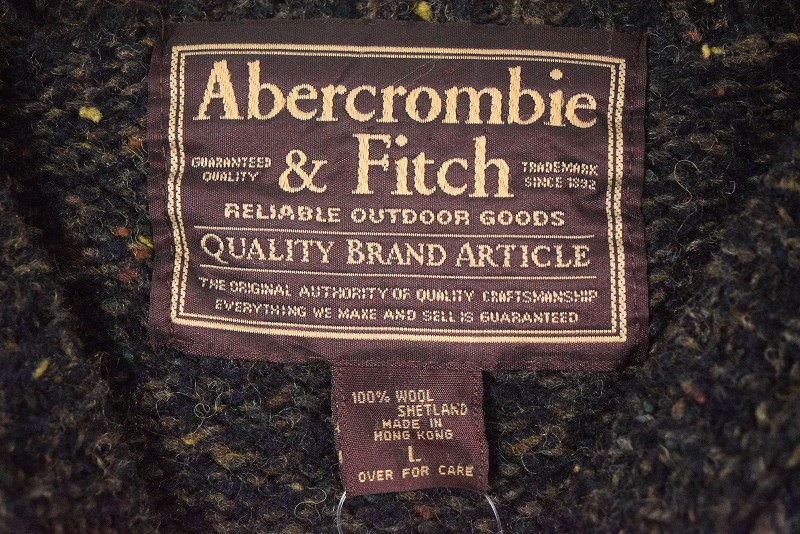 Abercrombie
& Fitch
GUARANTEED
QUALITY
TRADEMARK
SINCE 1892
RELIABLE OUTDOOR GOODS
QUALITY BRAND ARTICLE
THE ORIGINAL AUTHORITY OF QUALITY CRAFTSMANSHIP
EVERYTHING WE MAKE AND SELL IS GUARANTEED
100% WOOL
SHETLAND
MADE IN
HONG KONG
L
OVER FOR CARE